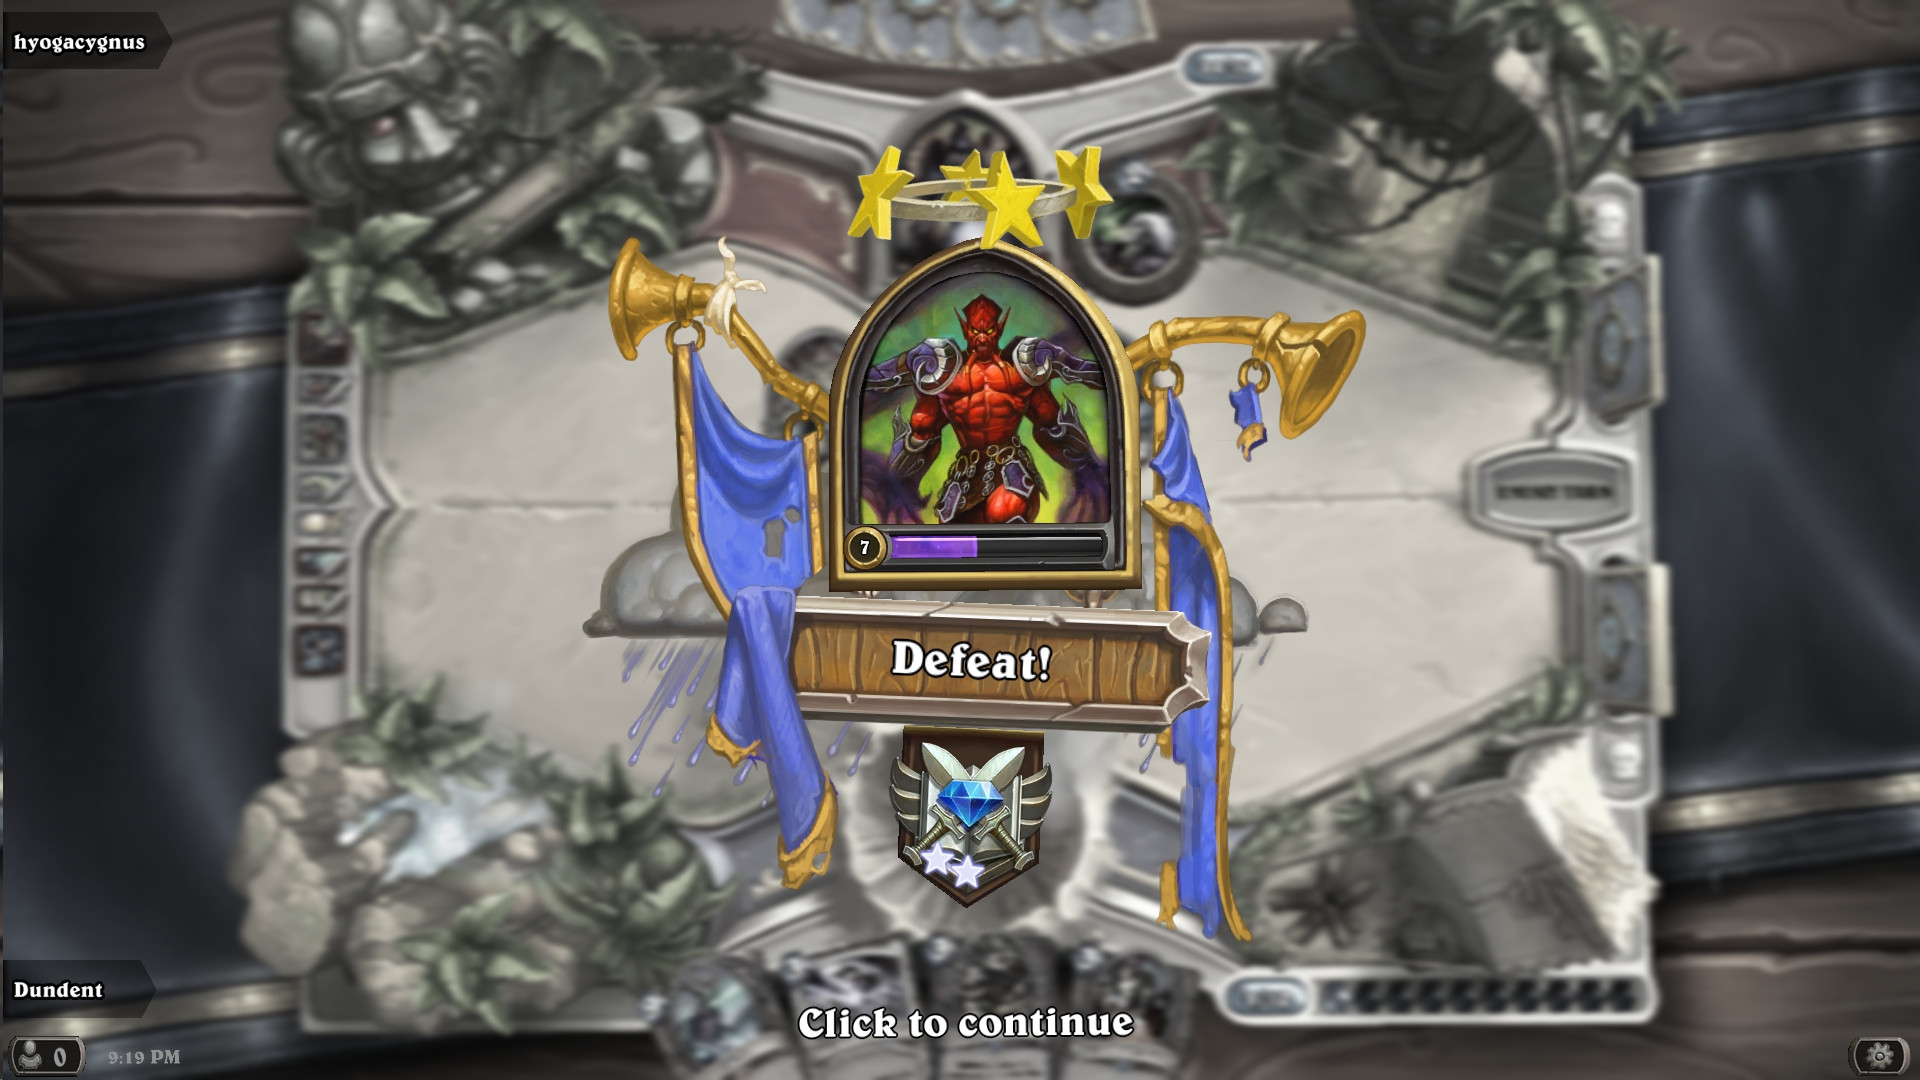 hyogacygnus
7
Defeat!
Click to continue
Dundent
0
9:19 PM